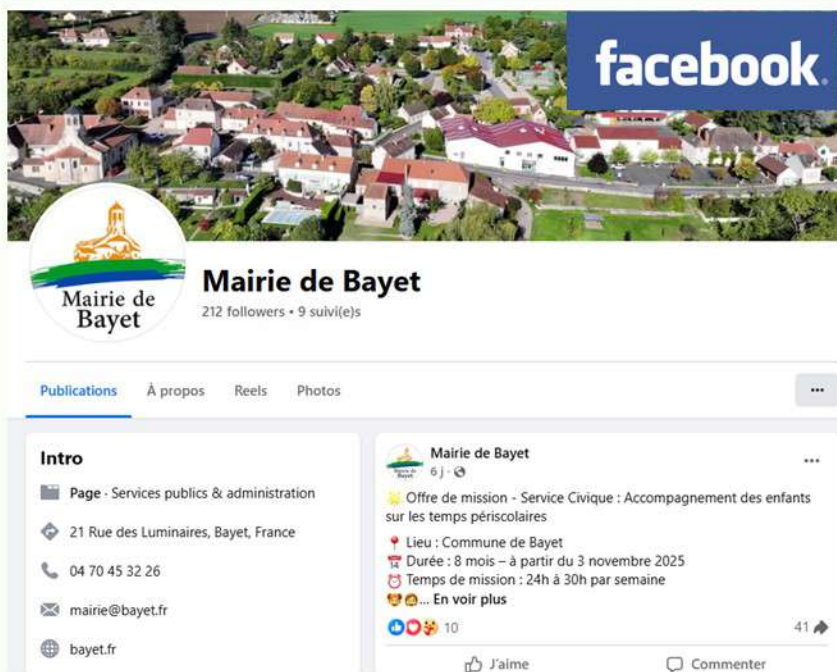 facebook.
Mairie de
Bayet
Mairie de Bayet
212 followers • 9 suivi(e)s
Publications À propos Reels Photos
Intro
Page · Services publics & administration
21 Rue des Luminaires, Bayet, France
04 70 45 32 26
mairie@bayet.fr
bayet.fr
Mairie de Bayet
6 j ·
Offre de mission - Service Civique : Accompagnement des enfants
sur les temps périscolaires
Lieu : Commune de Bayet
Durée : 8 mois – à partir du 3 novembre 2025
Temps de mission : 24h à 30h par semaine
... En voir plus
10
41
J'aime Commenter